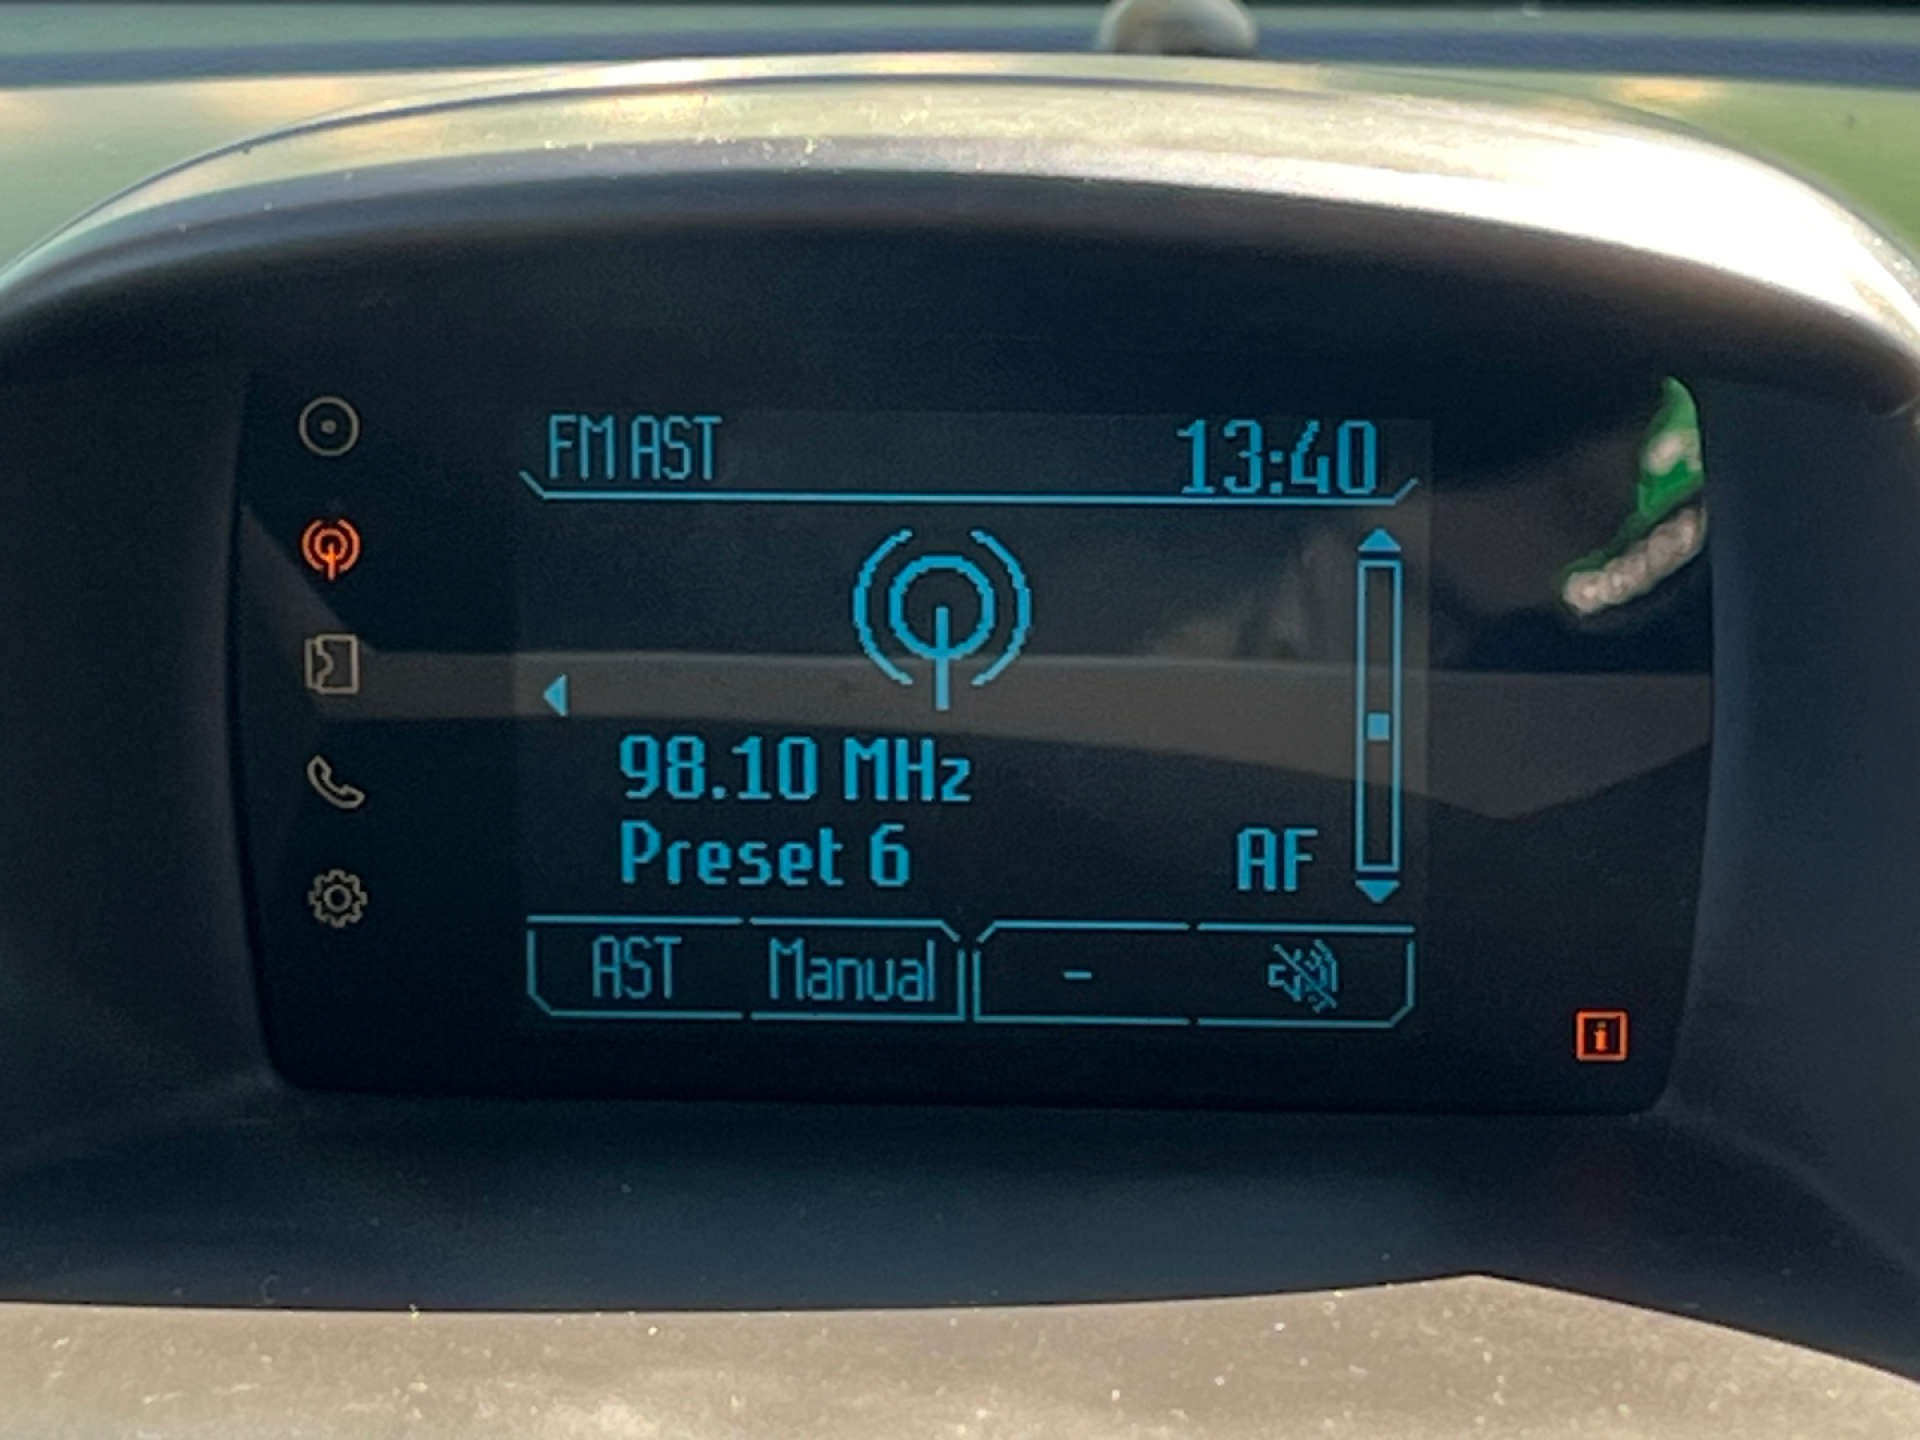 FM AST 13:40
98.10 MHz
Preset 6 AF
AST Manual -
i